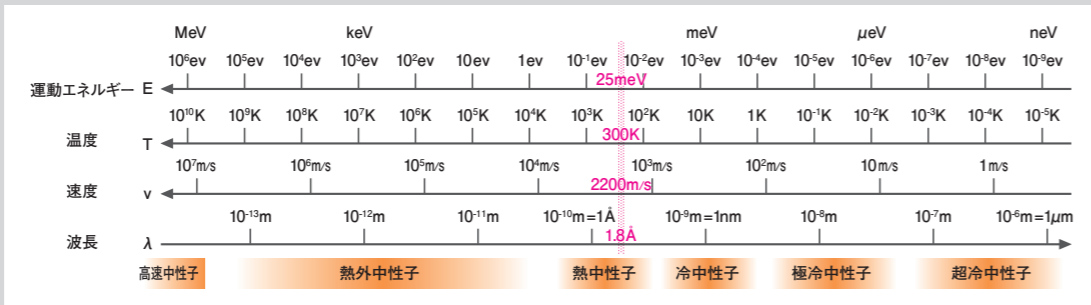 MeV keV meV μeV neV
10⁶ev 10⁵ev 10⁴ev 10³ev 10²ev 10ev 1ev 10⁻¹ev 10⁻²ev 10⁻³ev 10⁻⁴ev 10⁻⁵ev 10⁻⁶ev 10⁻⁷ev 10⁻⁸ev 10⁻⁹ev
運動エネルギー E 25meV
10¹⁰K 10⁹K 10⁸K 10⁷K 10⁶K 10⁵K 10⁴K 10³K 10²K 10K 1K 10⁻¹K 10⁻²K 10⁻³K 10⁻⁴K 10⁻⁵K
温度 T 300K
10⁷m/s 10⁶m/s 10⁵m/s 10⁴m/s 10³m/s 10²m/s 10m/s 1m/s
速度 v 2200m/s
10⁻¹³m 10⁻¹²m 10⁻¹¹m 10⁻¹⁰m=1Å 10⁻⁹m=1nm 10⁻⁸m 10⁻⁷m 10⁻⁶m=1μm
波長 λ 1.8Å
高速中性子 熱外中性子 熱中性子 冷中性子 極冷中性子 超冷中性子